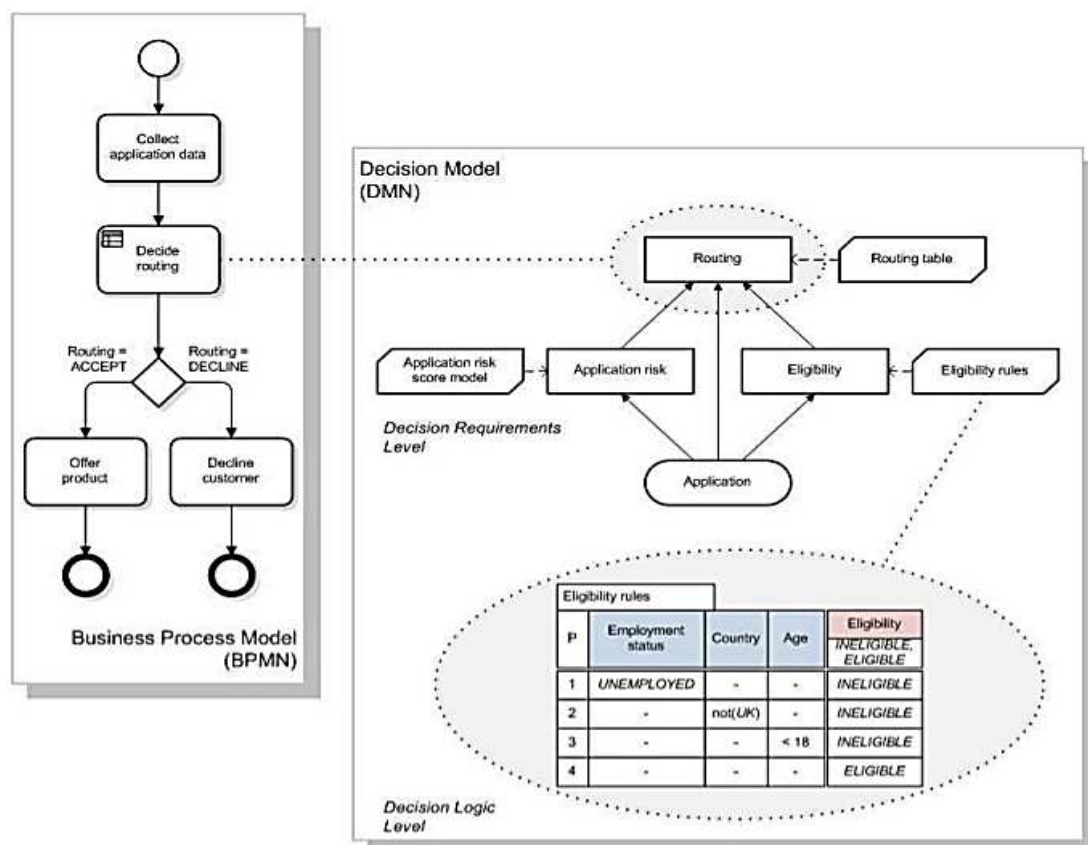 Collect
application data
Decide
routing
Routing =
ACCEPT
Routing =
DECLINE
Offer
product
Decline
customer
Business Process Model
(BPMN)
Decision Model
(DMN)
Routing
Routing table
Application risk
score model
Application risk
Eligibility
Eligibility rules
Decision Requirements
Level
Application
Eligibility rules
P
Employment
status
Country
Age
Eligibility
INELIGIBLE,
ELIGIBLE
1 UNEMPLOYED - - INELIGIBLE
2 - not(UK) - INELIGIBLE
3 - - < 18 INELIGIBLE
4 - - - ELIGIBLE
Decision Logic
Level